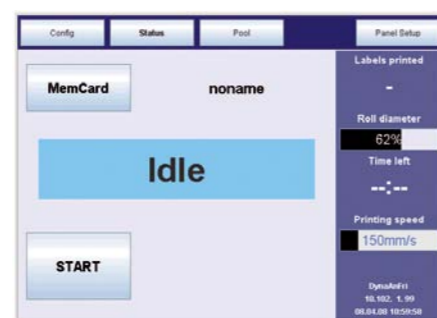 Config Status Pool Panel Setup
MemCard noname
Idle
START
Labels printed
-
Roll diameter
62%
Time left
--:--
Printing speed
150mm/s
DynaAnFri
10.102. 1. 99
08.04.08 10:59:58